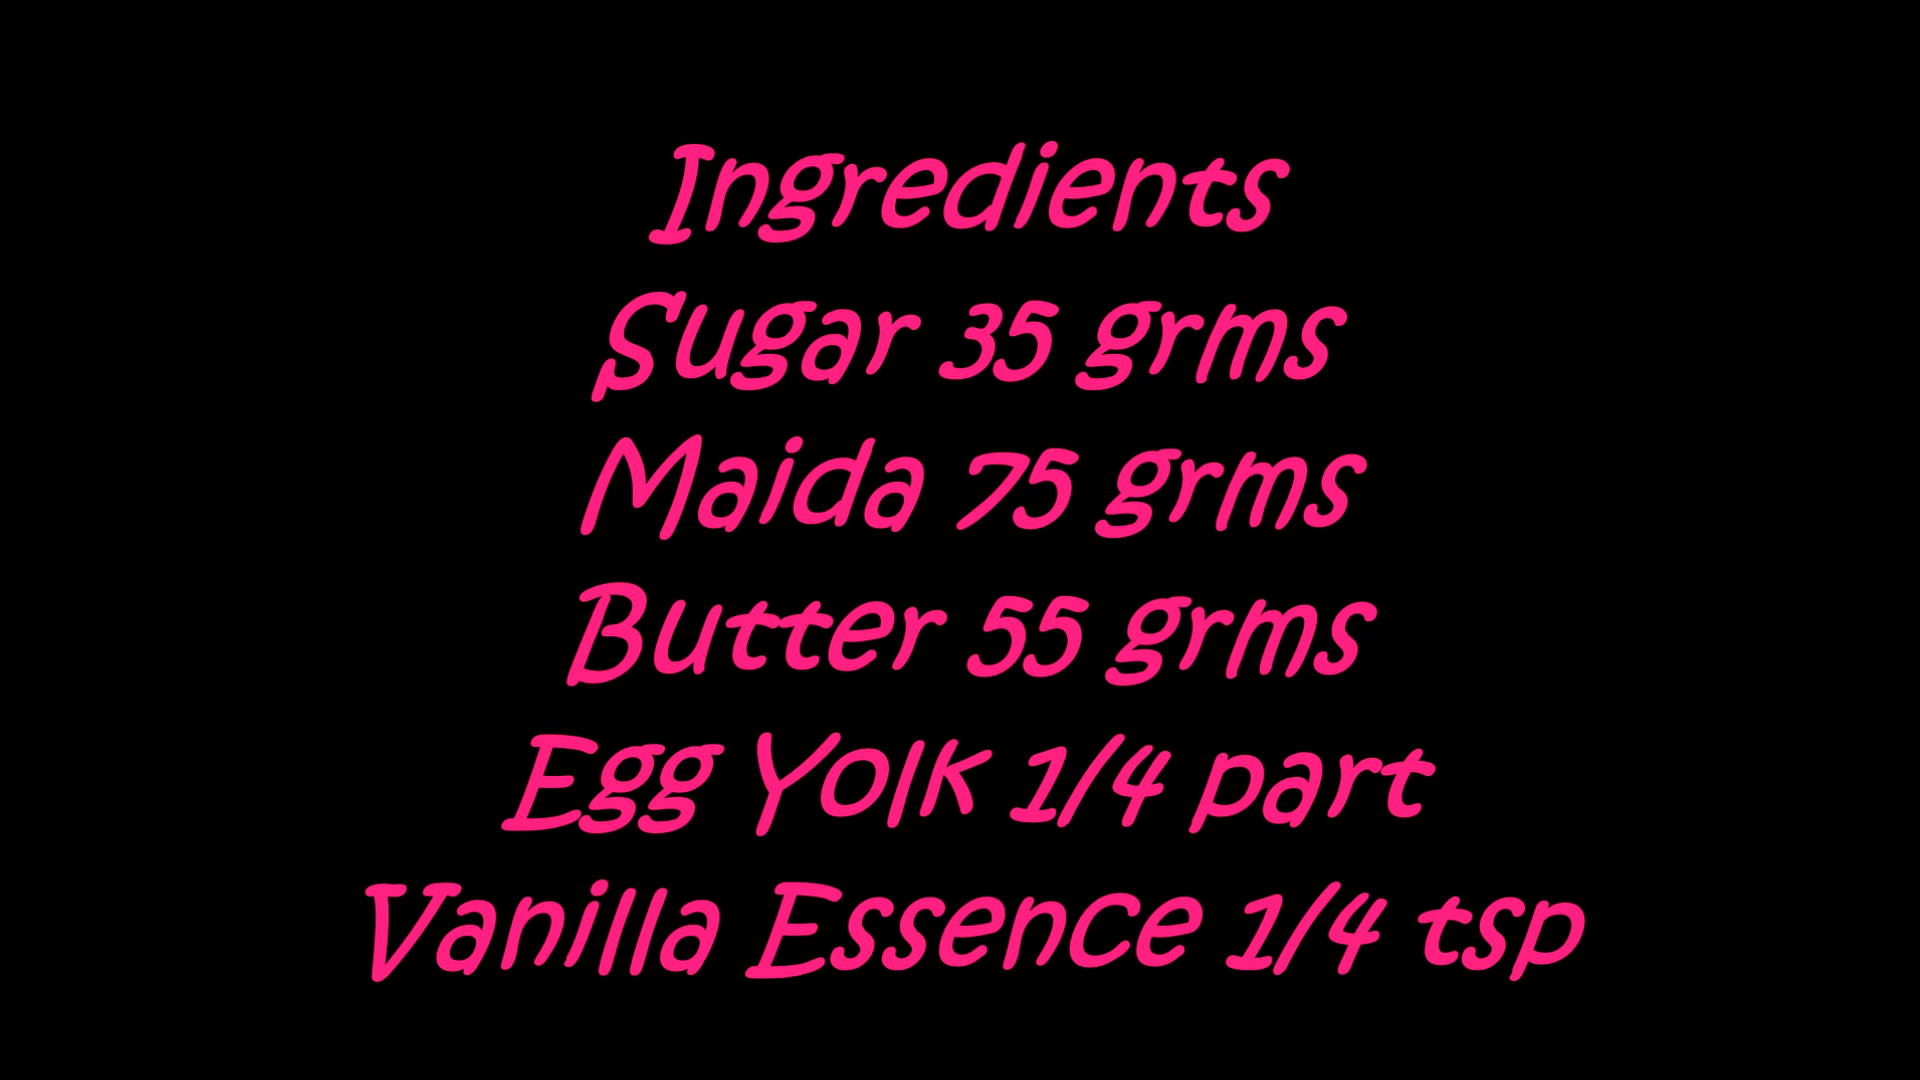 Ingredients
Sugar 35 grms
Maida 75 grms
Butter 55 grms
Egg Yolk 1/4 part
Vanilla Essence 1/4 tsp